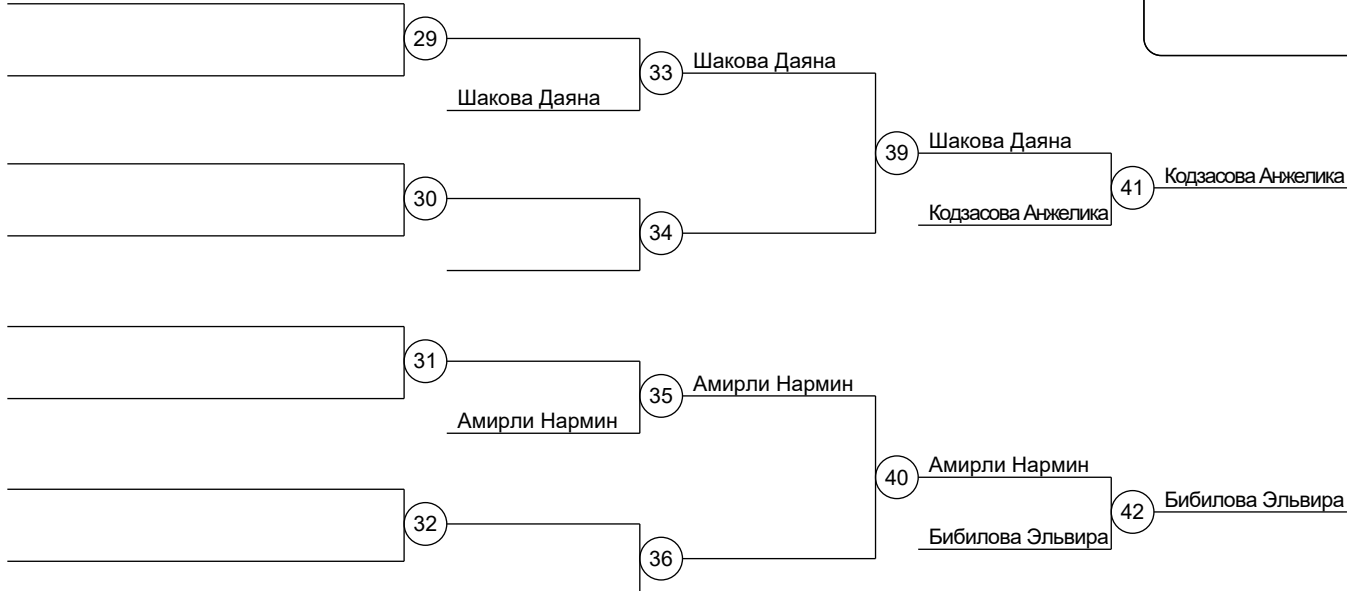 29
33
Шакова Даяна
Шакова Даяна
39
Шакова Даяна
41
Кодзасова Анжелика
30
34
Кодзасова Анжелика
31
35
Амирли Нармин
Амирли Нармин
40
Амирли Нармин
42
Бибилова Эльвира
32
36
Бибилова Эльвира